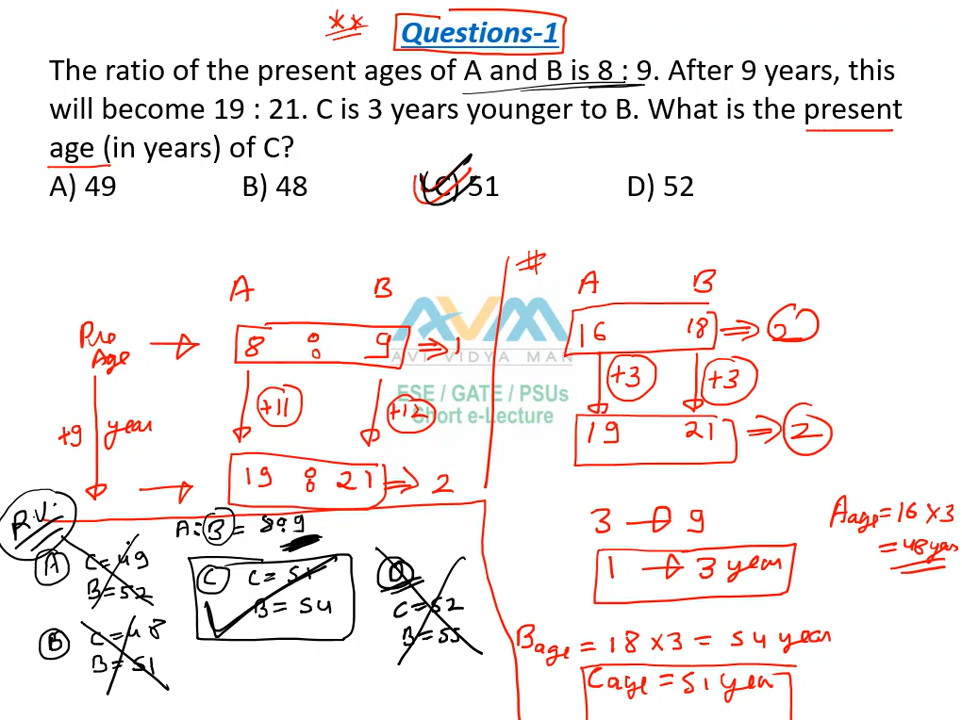 ** Questions-1
The ratio of the present ages of A and B is 8 : 9. After 9 years, this
will become 19 : 21. C is 3 years younger to B. What is the present
age (in years) of C?
A) 49 B) 48 C) 51 D) 52
A B
Pre Age → 8 : 9 ⇒ 1
+11 +12
+9 year
→ 19 : 21 ⇒ 2
#
A B
16 18 ⇒
+3 +3
19 21 ⇒ 2
AVM
AVI VIDYA MAN
ESE / GATE / PSUs
Short e-Lecture
3 → 9
1 → 3 year
A age = 16 × 3
= 48 years
B age = 18 × 3 = 54 year
C age = 51 year
R.V.:
A : B = 8 : 9
A C = 49
B = 52
B C = 48
B = 51
C C = 51
B = 54
D
C = 52
B = 55